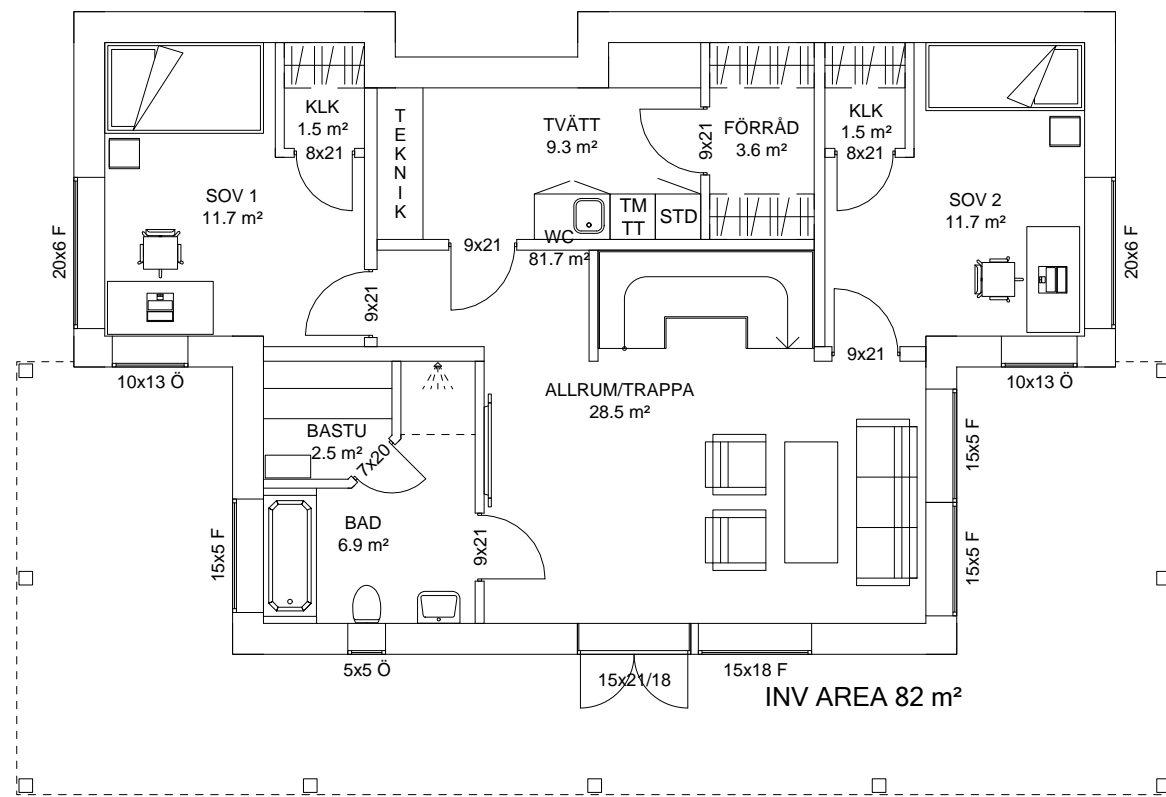 KLK
1.5 m²
8x21
T
E
K
N
I
K
TVÄTT
9.3 m²
9x21
FÖRRÅD
3.6 m²
KLK
1.5 m²
8x21
SOV 1
11.7 m²
SOV 2
11.7 m²
TM
TT
STD
20x6 F
20x6 F
9x21
WC
81.7 m²
9x21
9x21
10x13 Ö
10x13 Ö
ALLRUM/TRAPPA
28.5 m²
BASTU
2.5 m²
7x20
15x5 F
BAD
6.9 m²
15x5 F
9x21
15x5 F
5x5 Ö
15x21/18
15x18 F
INV AREA 82 m²